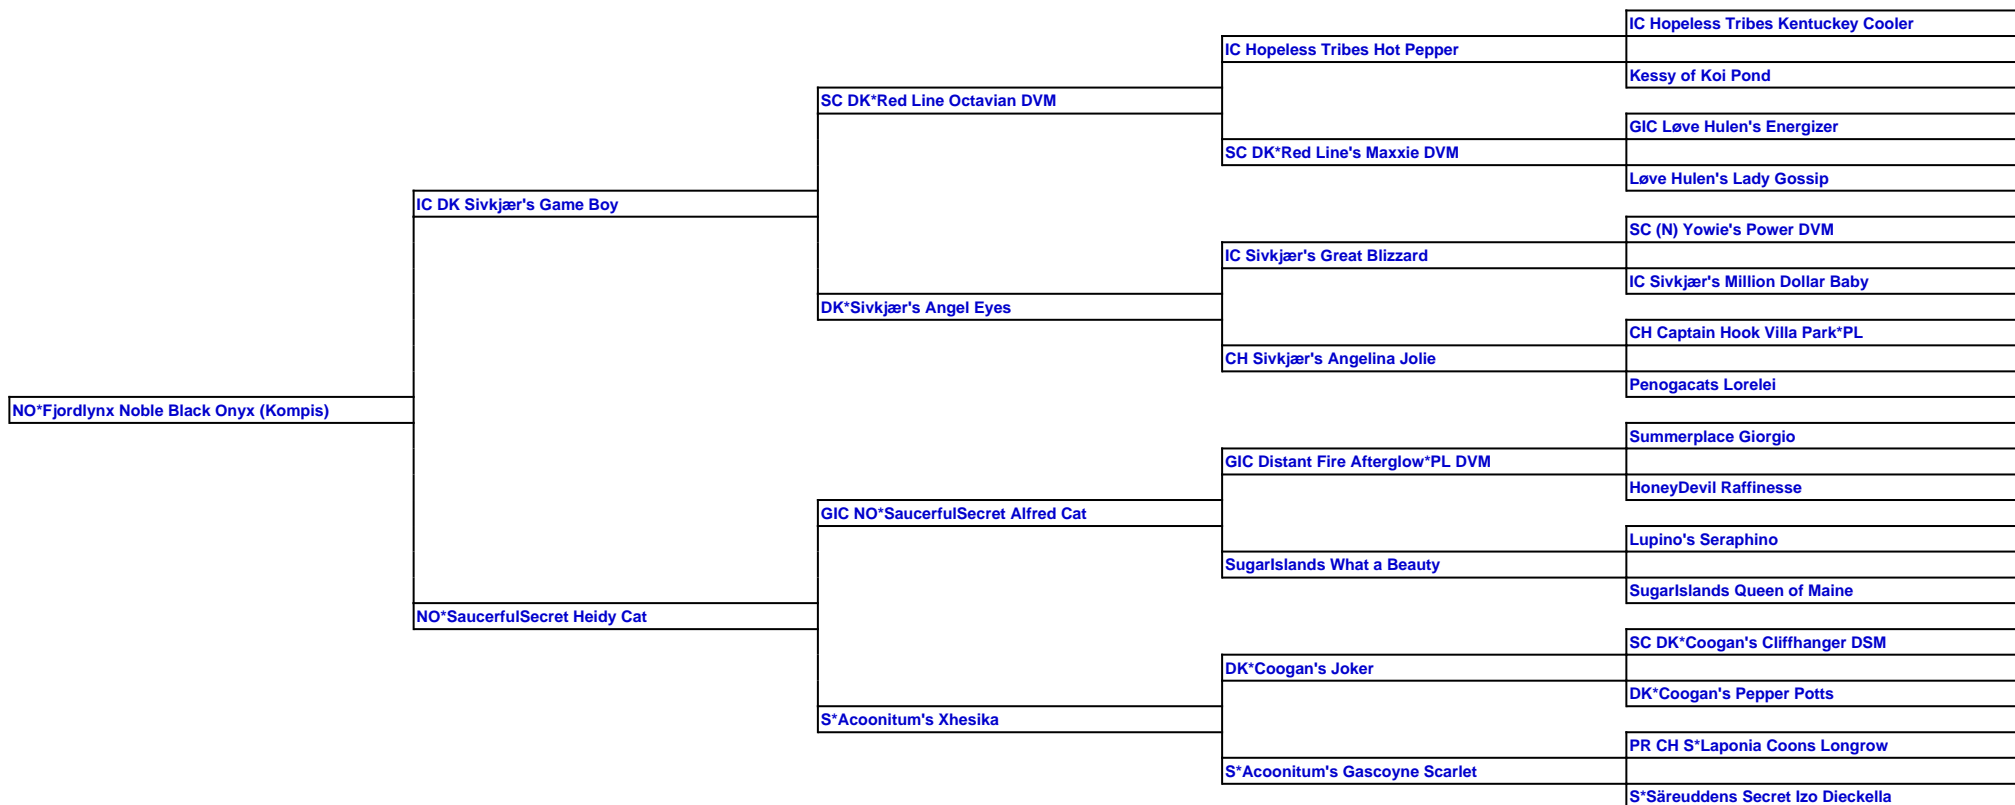 IC Hopeless Tribes Kentuckey Cooler
IC Hopeless Tribes Hot Pepper
Kessy of Koi Pond
SC DK*Red Line Octavian DVM
GIC Løve Hulen's Energizer
SC DK*Red Line's Maxxie DVM
Løve Hulen's Lady Gossip
IC DK Sivkjær's Game Boy
SC (N) Yowie's Power DVM
IC Sivkjær's Great Blizzard
IC Sivkjær's Million Dollar Baby
DK*Sivkjær's Angel Eyes
CH Captain Hook Villa Park*PL
CH Sivkjær's Angelina Jolie
Penogacats Lorelei
NO*Fjordlynx Noble Black Onyx (Kompis)
Summerplace Giorgio
GIC Distant Fire Afterglow*PL DVM
HoneyDevil Raffinesse
GIC NO*SaucerfulSecret Alfred Cat
Lupino's Seraphino
SugarIslands What a Beauty
SugarIslands Queen of Maine
NO*SaucerfulSecret Heidy Cat
SC DK*Coogan's Cliffhanger DSM
DK*Coogan's Joker
DK*Coogan's Pepper Potts
S*Acoonitum's Xhesika
PR CH S*Laponia Coons Longrow
S*Acoonitum's Gascoyne Scarlet
S*Säreuddens Secret Izo Dieckella